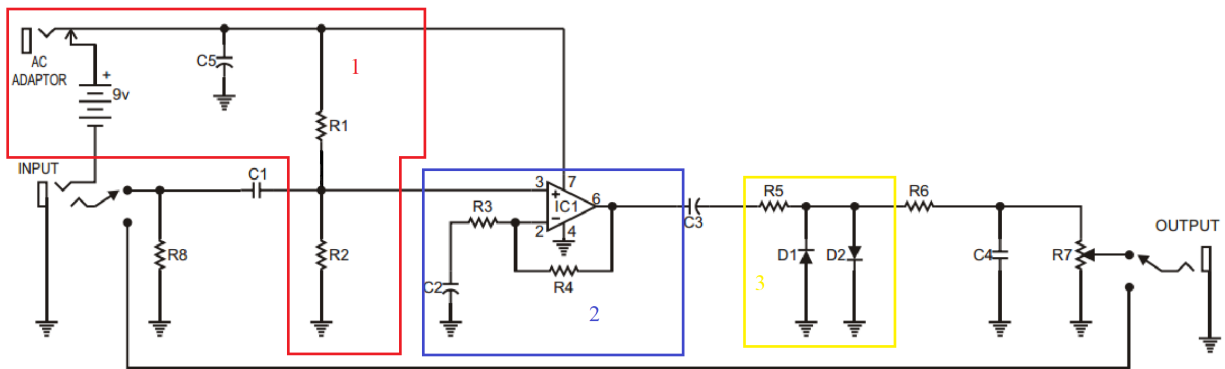 1
C5
AC
ADAPTOR
+
9v
R1
INPUT
C1
OUTPUT
3
7
+
IC1
6
−
2
4
R3
R5
R6
C3
R8
R2
D1
D2
C4
R7
C2
R4
2
3